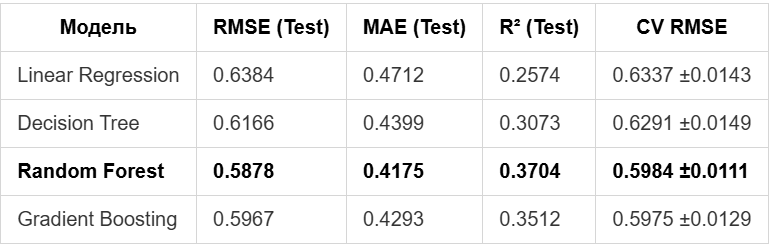 Модель RMSE (Test) MAE (Test) R² (Test) CV RMSE
Linear Regression 0.6384 0.4712 0.2574 0.6337 ±0.0143
Decision Tree 0.6166 0.4399 0.3073 0.6291 ±0.0149
Random Forest 0.5878 0.4175 0.3704 0.5984 ±0.0111
Gradient Boosting 0.5967 0.4293 0.3512 0.5975 ±0.0129